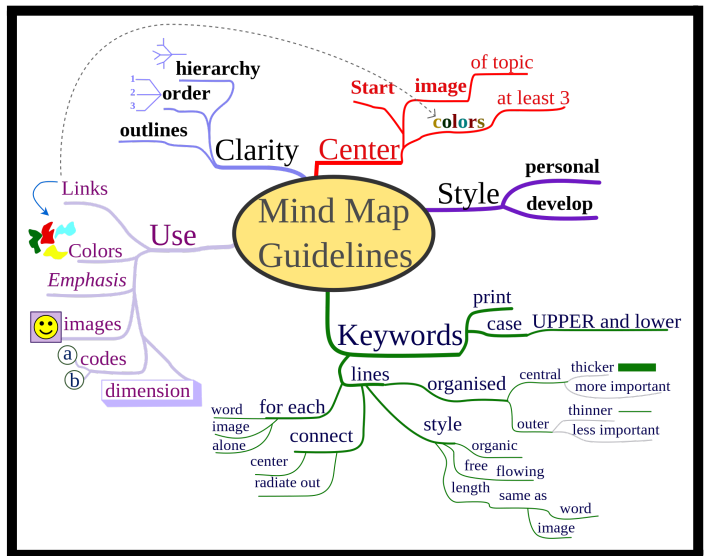 Mind Map
Guidelines
Clarity
hierarchy
1
2
3
order
outlines
Center
Start
image
of topic
colors
at least 3
Style
personal
develop
Keywords
print
case
UPPER and lower
lines
organised
central
thicker
more important
outer
thinner
less important
style
organic
free
flowing
length
same as
word
image
connect
center
radiate out
for each
word
image
alone
Use
Links
Colors
Emphasis
images
codes
a
b
dimension